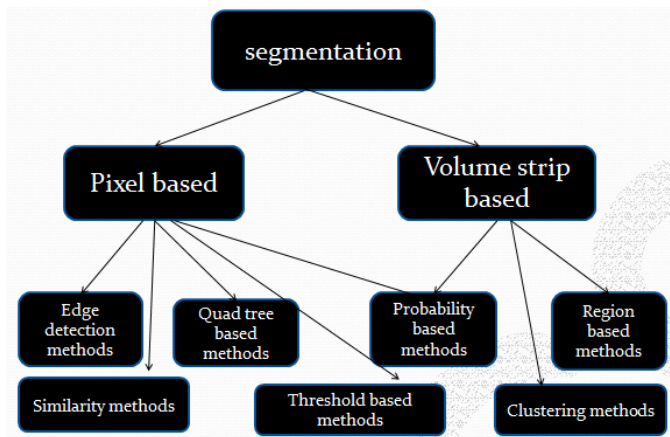 segmentation
Pixel based
Volume strip
based
Edge
detection
methods
Quad tree
based
methods
Probability
based
methods
Region
based
methods
Similarity methods
Threshold based
methods
Clustering methods